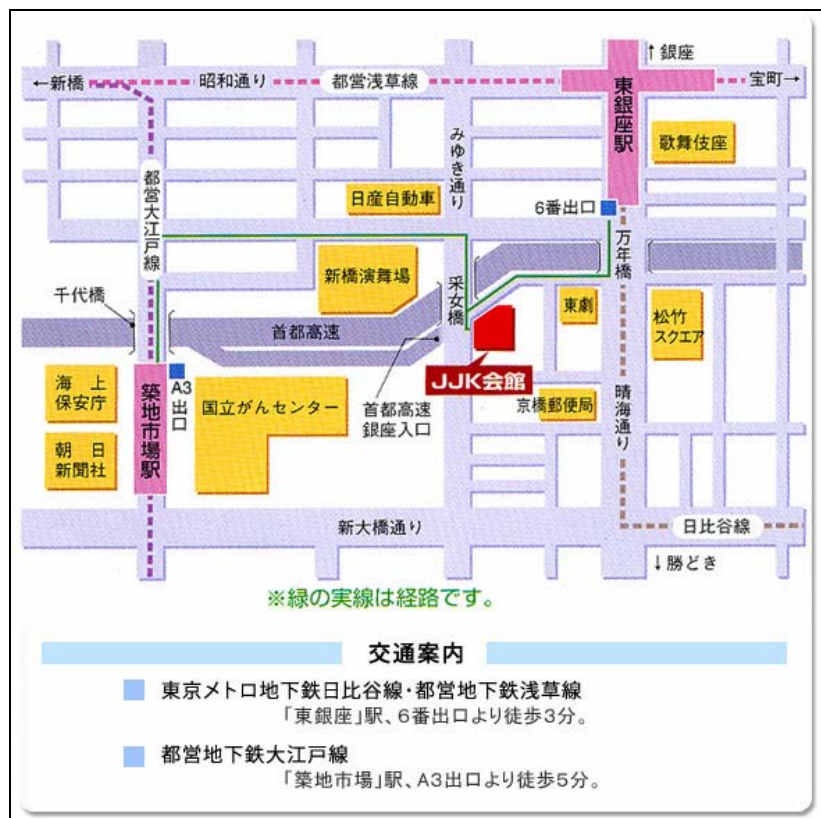 ↑銀座
←新橋
昭和通り
都営浅草線
宝町→
東銀座駅
歌舞伎座
みゆき通り
都営大江戸線
日産自動車
6番出口
万年橋
新橋演舞場
采女橋
千代橋
東劇
松竹
スクエア
首都高速
JJK会館
海上
保安庁
A3出口
国立がんセンター
首都高速
銀座入口
京橋郵便局
晴海通り
築地市場駅
朝日
新聞社
新大橋通り
日比谷線
↓勝どき
※緑の実線は経路です。
交通案内
東京メトロ地下鉄日比谷線・都営地下鉄浅草線
「東銀座」駅、6番出口より徒歩3分。
都営地下鉄大江戸線
「築地市場」駅、A3出口より徒歩5分。